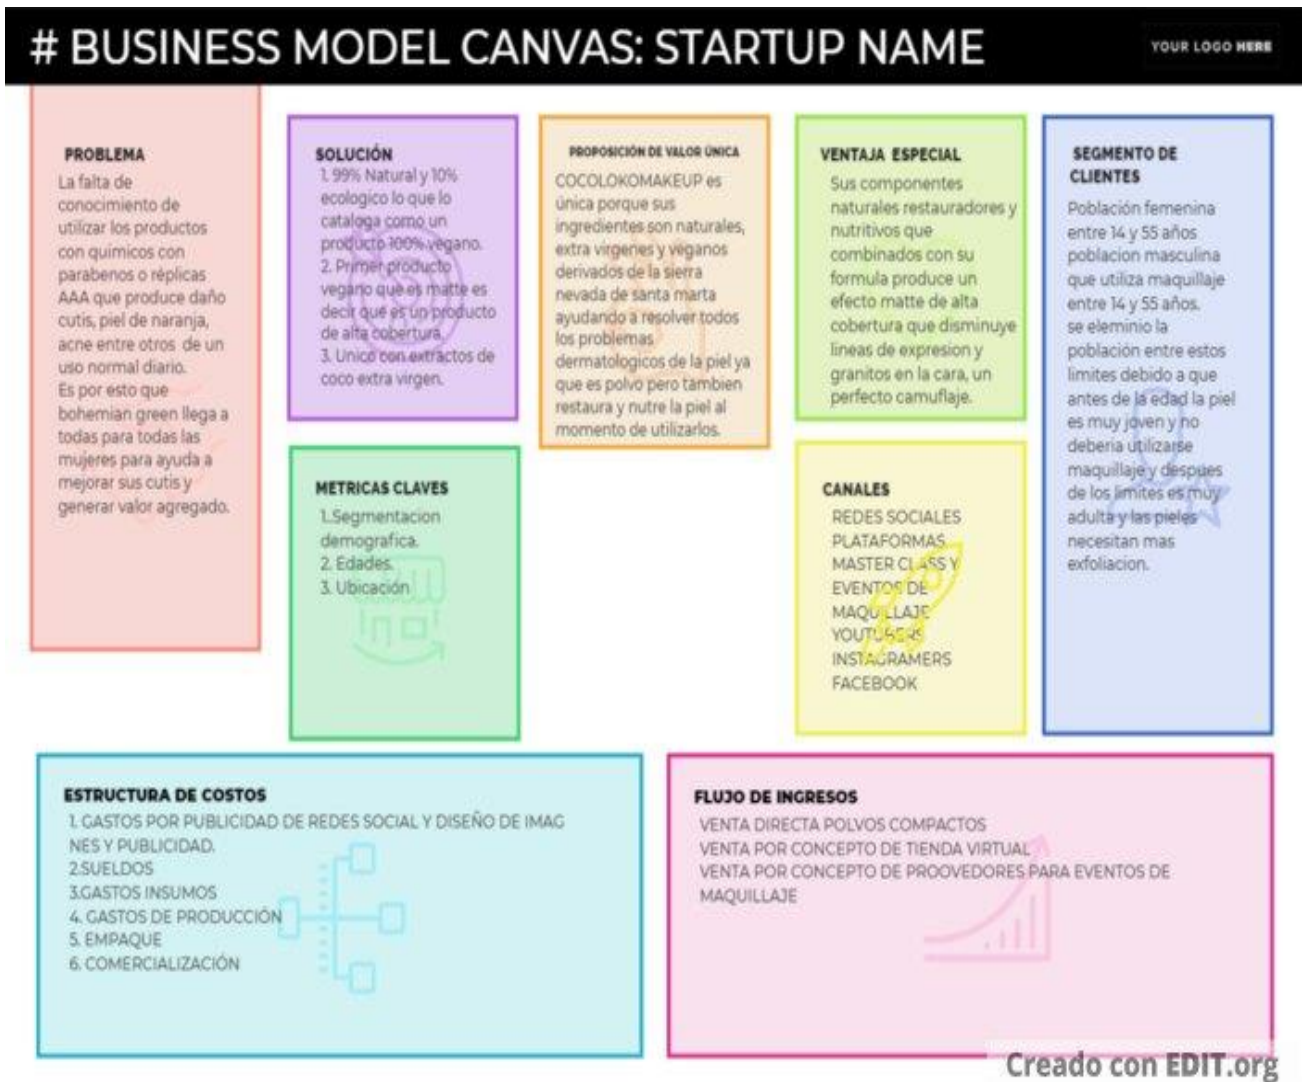 # BUSINESS MODEL CANVAS: STARTUP NAME
YOUR LOGO HERE
PROBLEMA
La falta de
conocimiento de
utilizar los productos
con quimicos con
parabenos o réplicas
AAA que produce daño
cutis, piel de naranja,
acne entre otros de un
uso normal diario.
Es por esto que
bohemian green llega a
todas para todas las
mujeres para ayuda a
mejorar sus cutis y
generar valor agregado.
SOLUCIÓN
1. 99% Natural y 10%
ecologico lo que lo
cataloga como un
producto 100% vegano.
2. Primer producto
vegano que es matte es
decir que es un producto
de alta cobertura.
3. Unico con extractos de
coco extra virgen.
METRICAS CLAVES
1.Segmentacion
demografica.
2. Edades.
3. Ubicación
PROPOSICIÓN DE VALOR ÚNICA
COCOLOKOMAKEUP es
única porque sus
ingredientes son naturales,
extra virgenes y veganos
derivados de la sierra
nevada de santa marta
ayudando a resolver todos
los problemas
dermatologicos de la piel ya
que es polvo pero tambien
restaura y nutre la piel al
momento de utilizarlos.
VENTAJA ESPECIAL
Sus componentes
naturales restauradores y
nutritivos que
combinados con su
formula produce un
efecto matte de alta
cobertura que disminuye
lineas de expresion y
granitos en la cara, un
perfecto camuflaje.
CANALES
REDES SOCIALES
PLATAFORMAS
MASTER CLASS Y
EVENTOS DE
MAQUILLAJE
YOUTUBERS
INSTAGRAMERS
FACEBOOK
SEGMENTO DE
CLIENTES
Población femenina
entre 14 y 55 años
poblacion masculina
que utiliza maquillaje
entre 14 y 55 años.
se eleminio la
población entre estos
limites debido a que
antes de la edad la piel
es muy joven y no
deberia utilizarse
maquillaje y despues
de los limites es muy
adulta y las pieles
necesitan mas
exfoliacion.
ESTRUCTURA DE COSTOS
1. GASTOS POR PUBLICIDAD DE REDES SOCIAL Y DISEÑO DE IMAG
NES Y PUBLICIDAD.
2.SUELDOS
3.GASTOS INSUMOS
4. GASTOS DE PRODUCCIÓN
5. EMPAQUE
6. COMERCIALIZACIÓN
FLUJO DE INGRESOS
VENTA DIRECTA POLVOS COMPACTOS
VENTA POR CONCEPTO DE TIENDA VIRTUAL
VENTA POR CONCEPTO DE PROOVEDORES PARA EVENTOS DE
MAQUILLAJE
Creado con EDIT.org